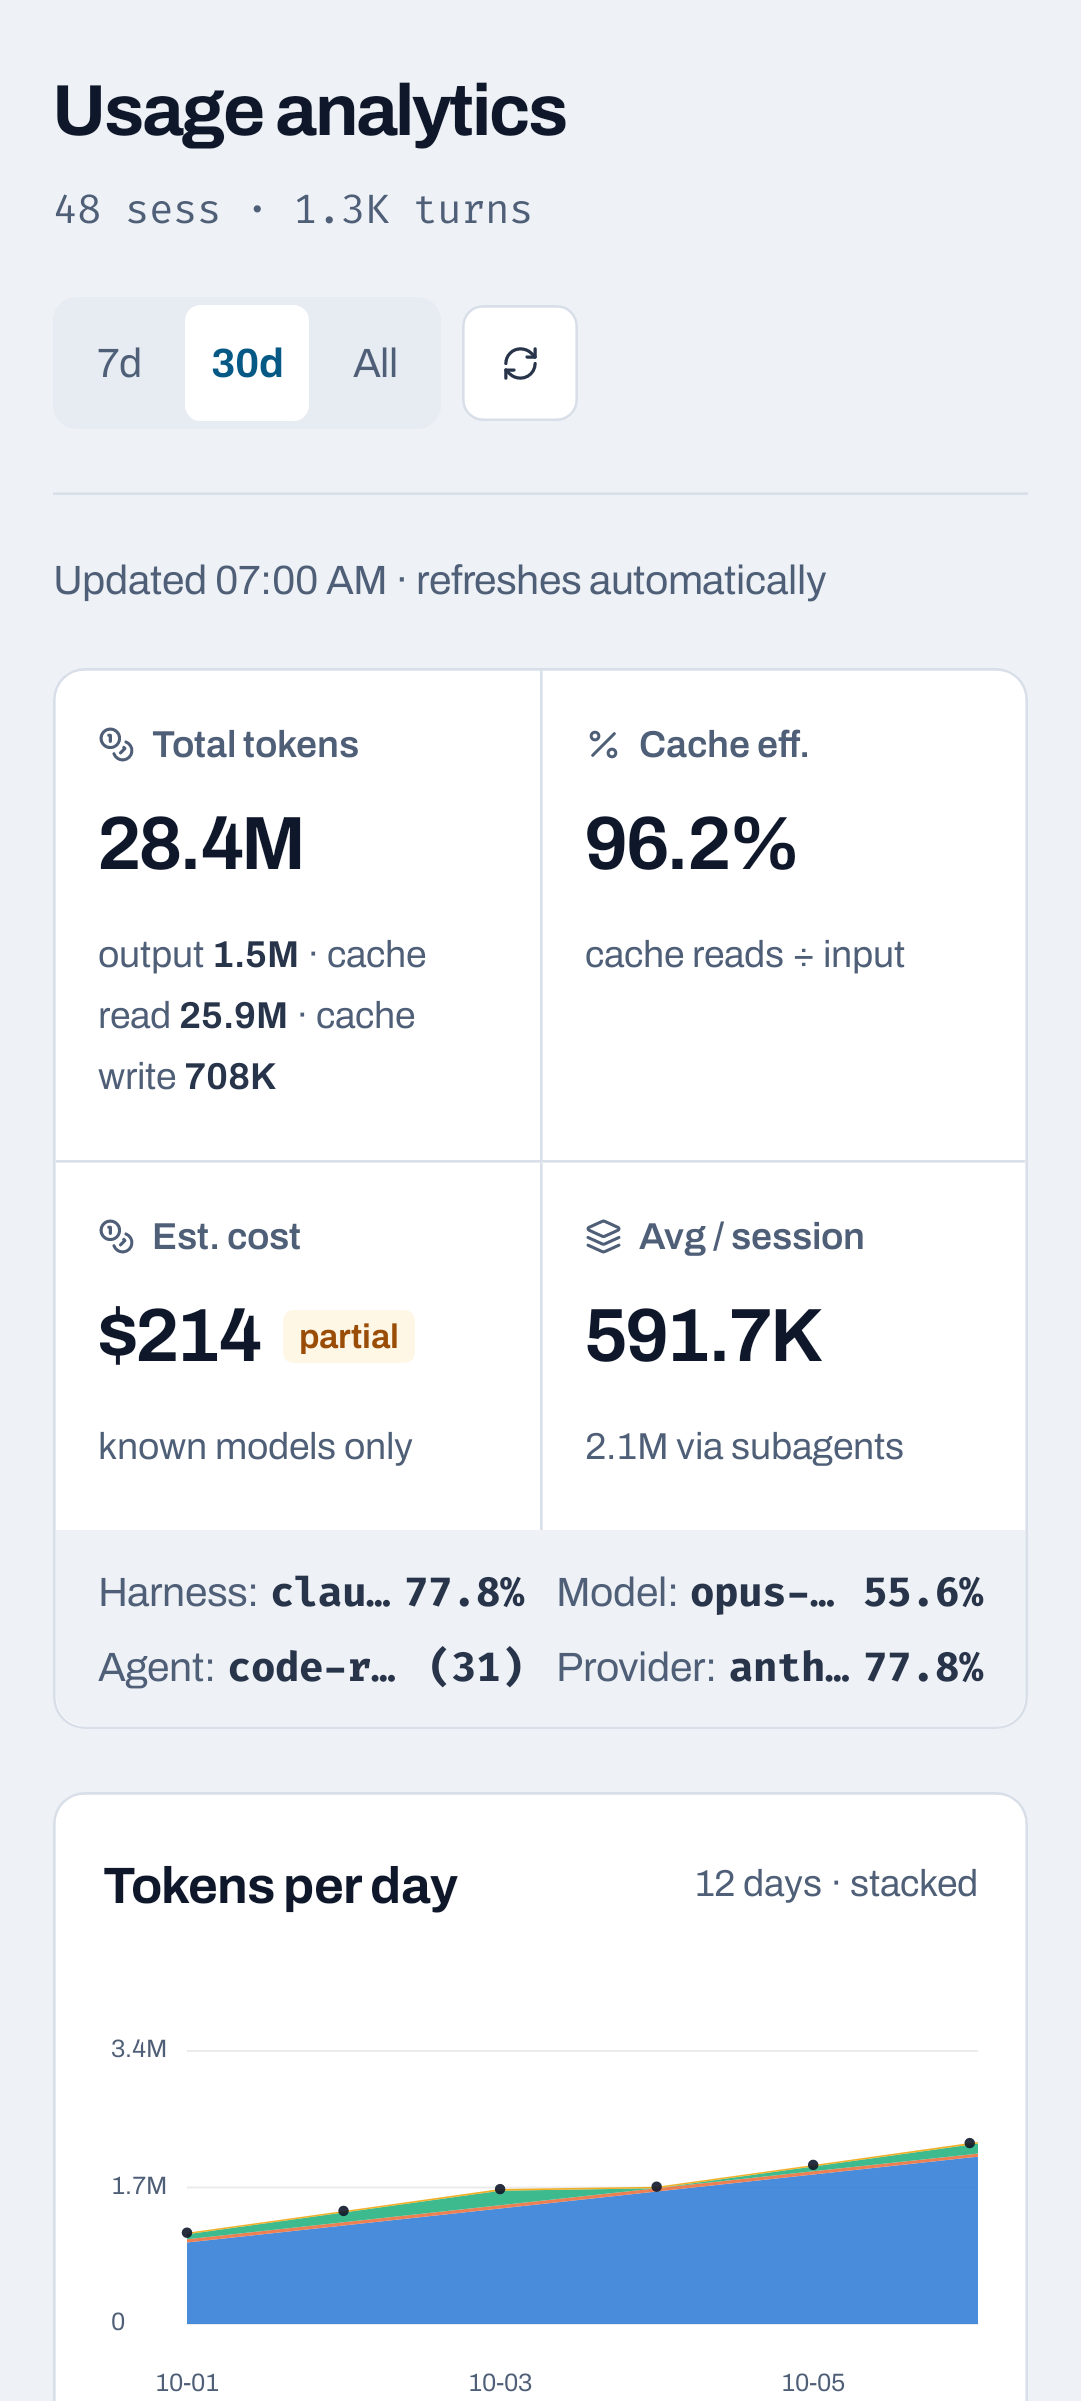 Usage analytics
48 sess · 1.3K turns
7d 30d All
Updated 07:00 AM · refreshes automatically
Total tokens
28.4M
output 1.5M · cache
read 25.9M · cache
write 708K
Cache eff.
96.2%
cache reads ÷ input
Est. cost
$214 partial
known models only
Avg / session
591.7K
2.1M via subagents
Harness: clau… 77.8% Model: opus-… 55.6%
Agent: code-r… (31) Provider: anth… 77.8%
Tokens per day
12 days · stacked
3.4M
1.7M
0
10-01 10-03 10-05